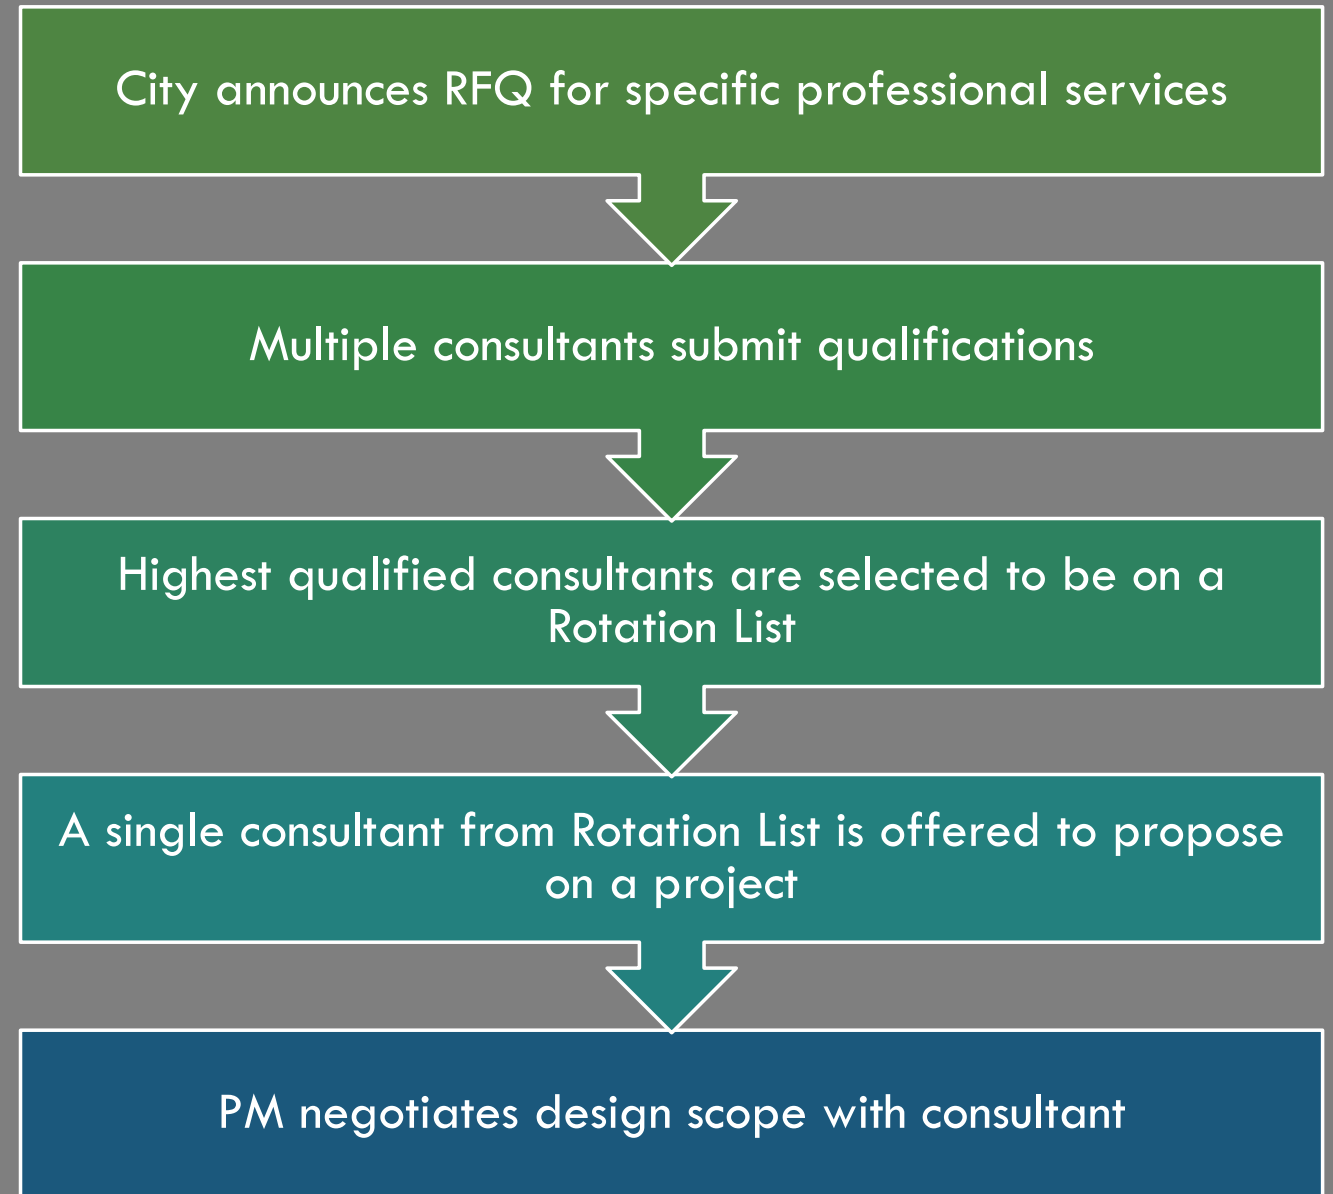 City announces RFQ for specific professional services
Multiple consultants submit qualifications
Highest qualified consultants are selected to be on a
Rotation List
A single consultant from Rotation List is offered to propose
on a project
PM negotiates design scope with consultant